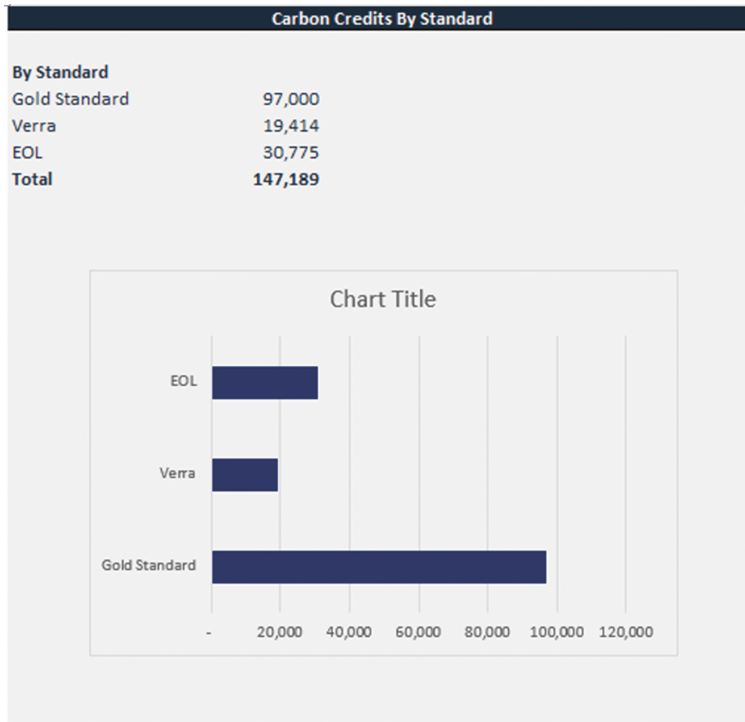 Carbon Credits By Standard
By Standard
Gold Standard 97,000
Verra 19,414
EOL 30,775
Total 147,189
Chart Title
EOL
Verra
Gold Standard
- 20,000 40,000 60,000 80,000 100,000 120,000